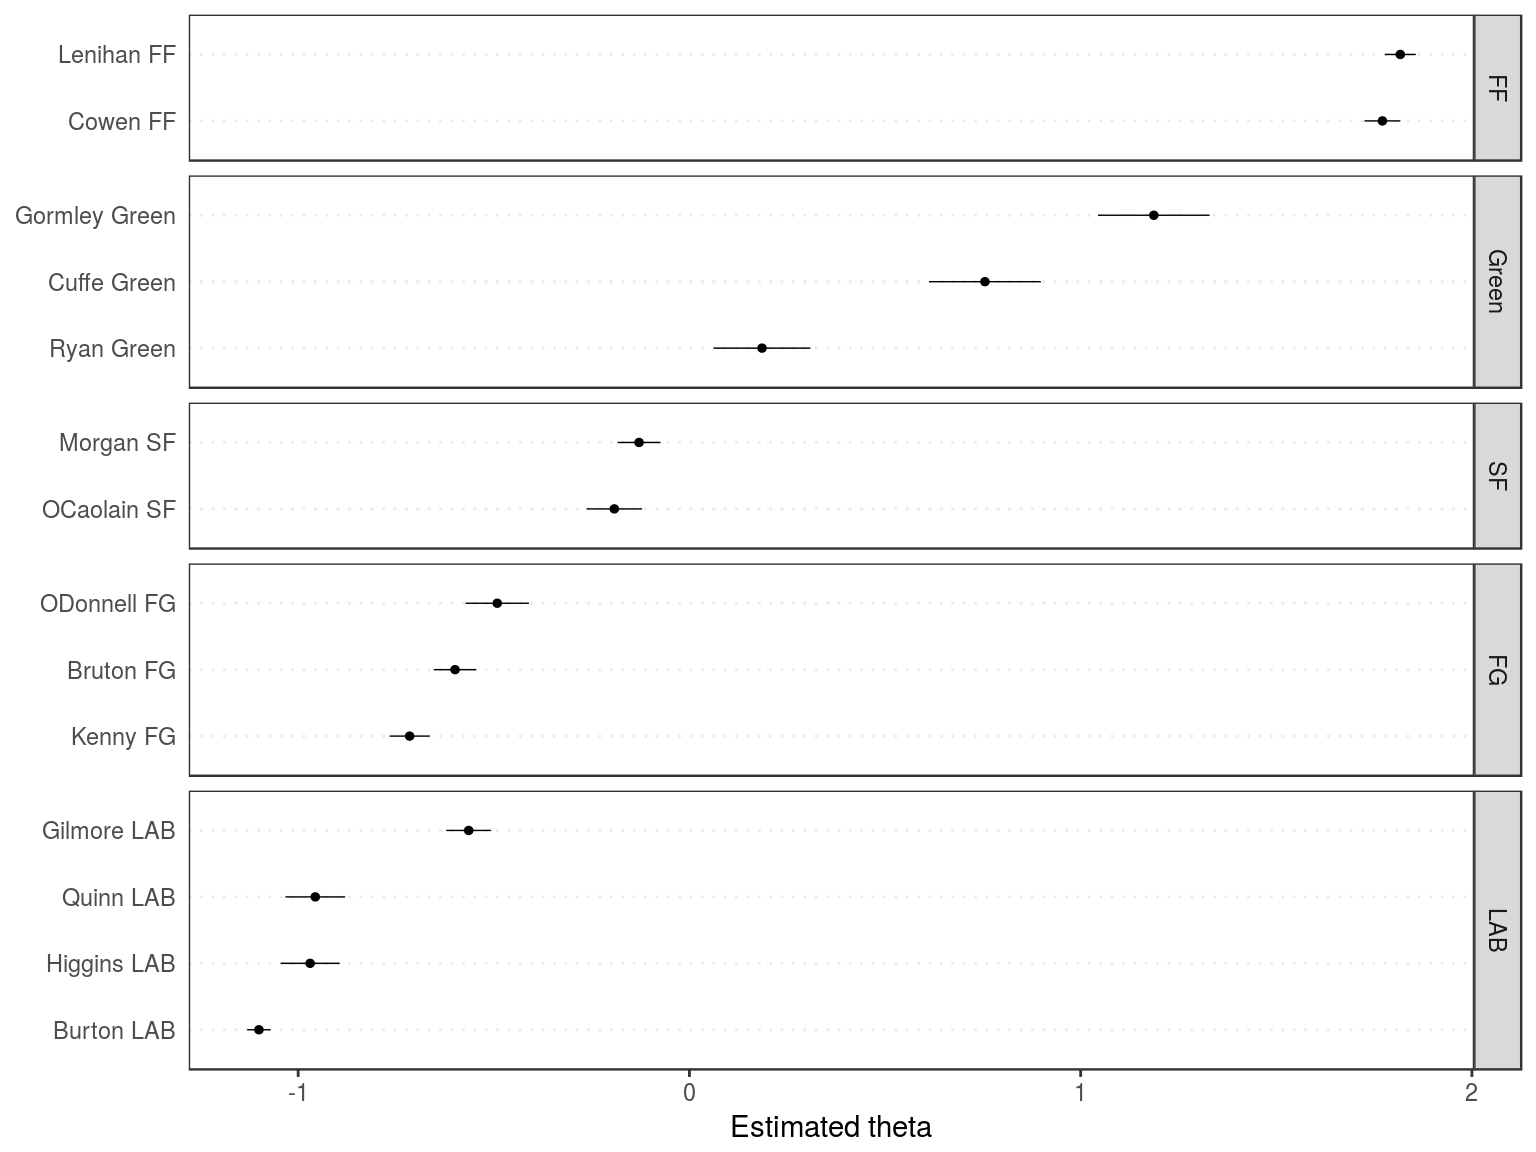 Lenihan FF
Cowen FF
FF
Gormley Green
Cuffe Green
Ryan Green
Green
Morgan SF
OCaolain SF
SF
ODonnell FG
Bruton FG
Kenny FG
FG
Gilmore LAB
Quinn LAB
Higgins LAB
Burton LAB
LAB
-1 0 1 2
Estimated theta